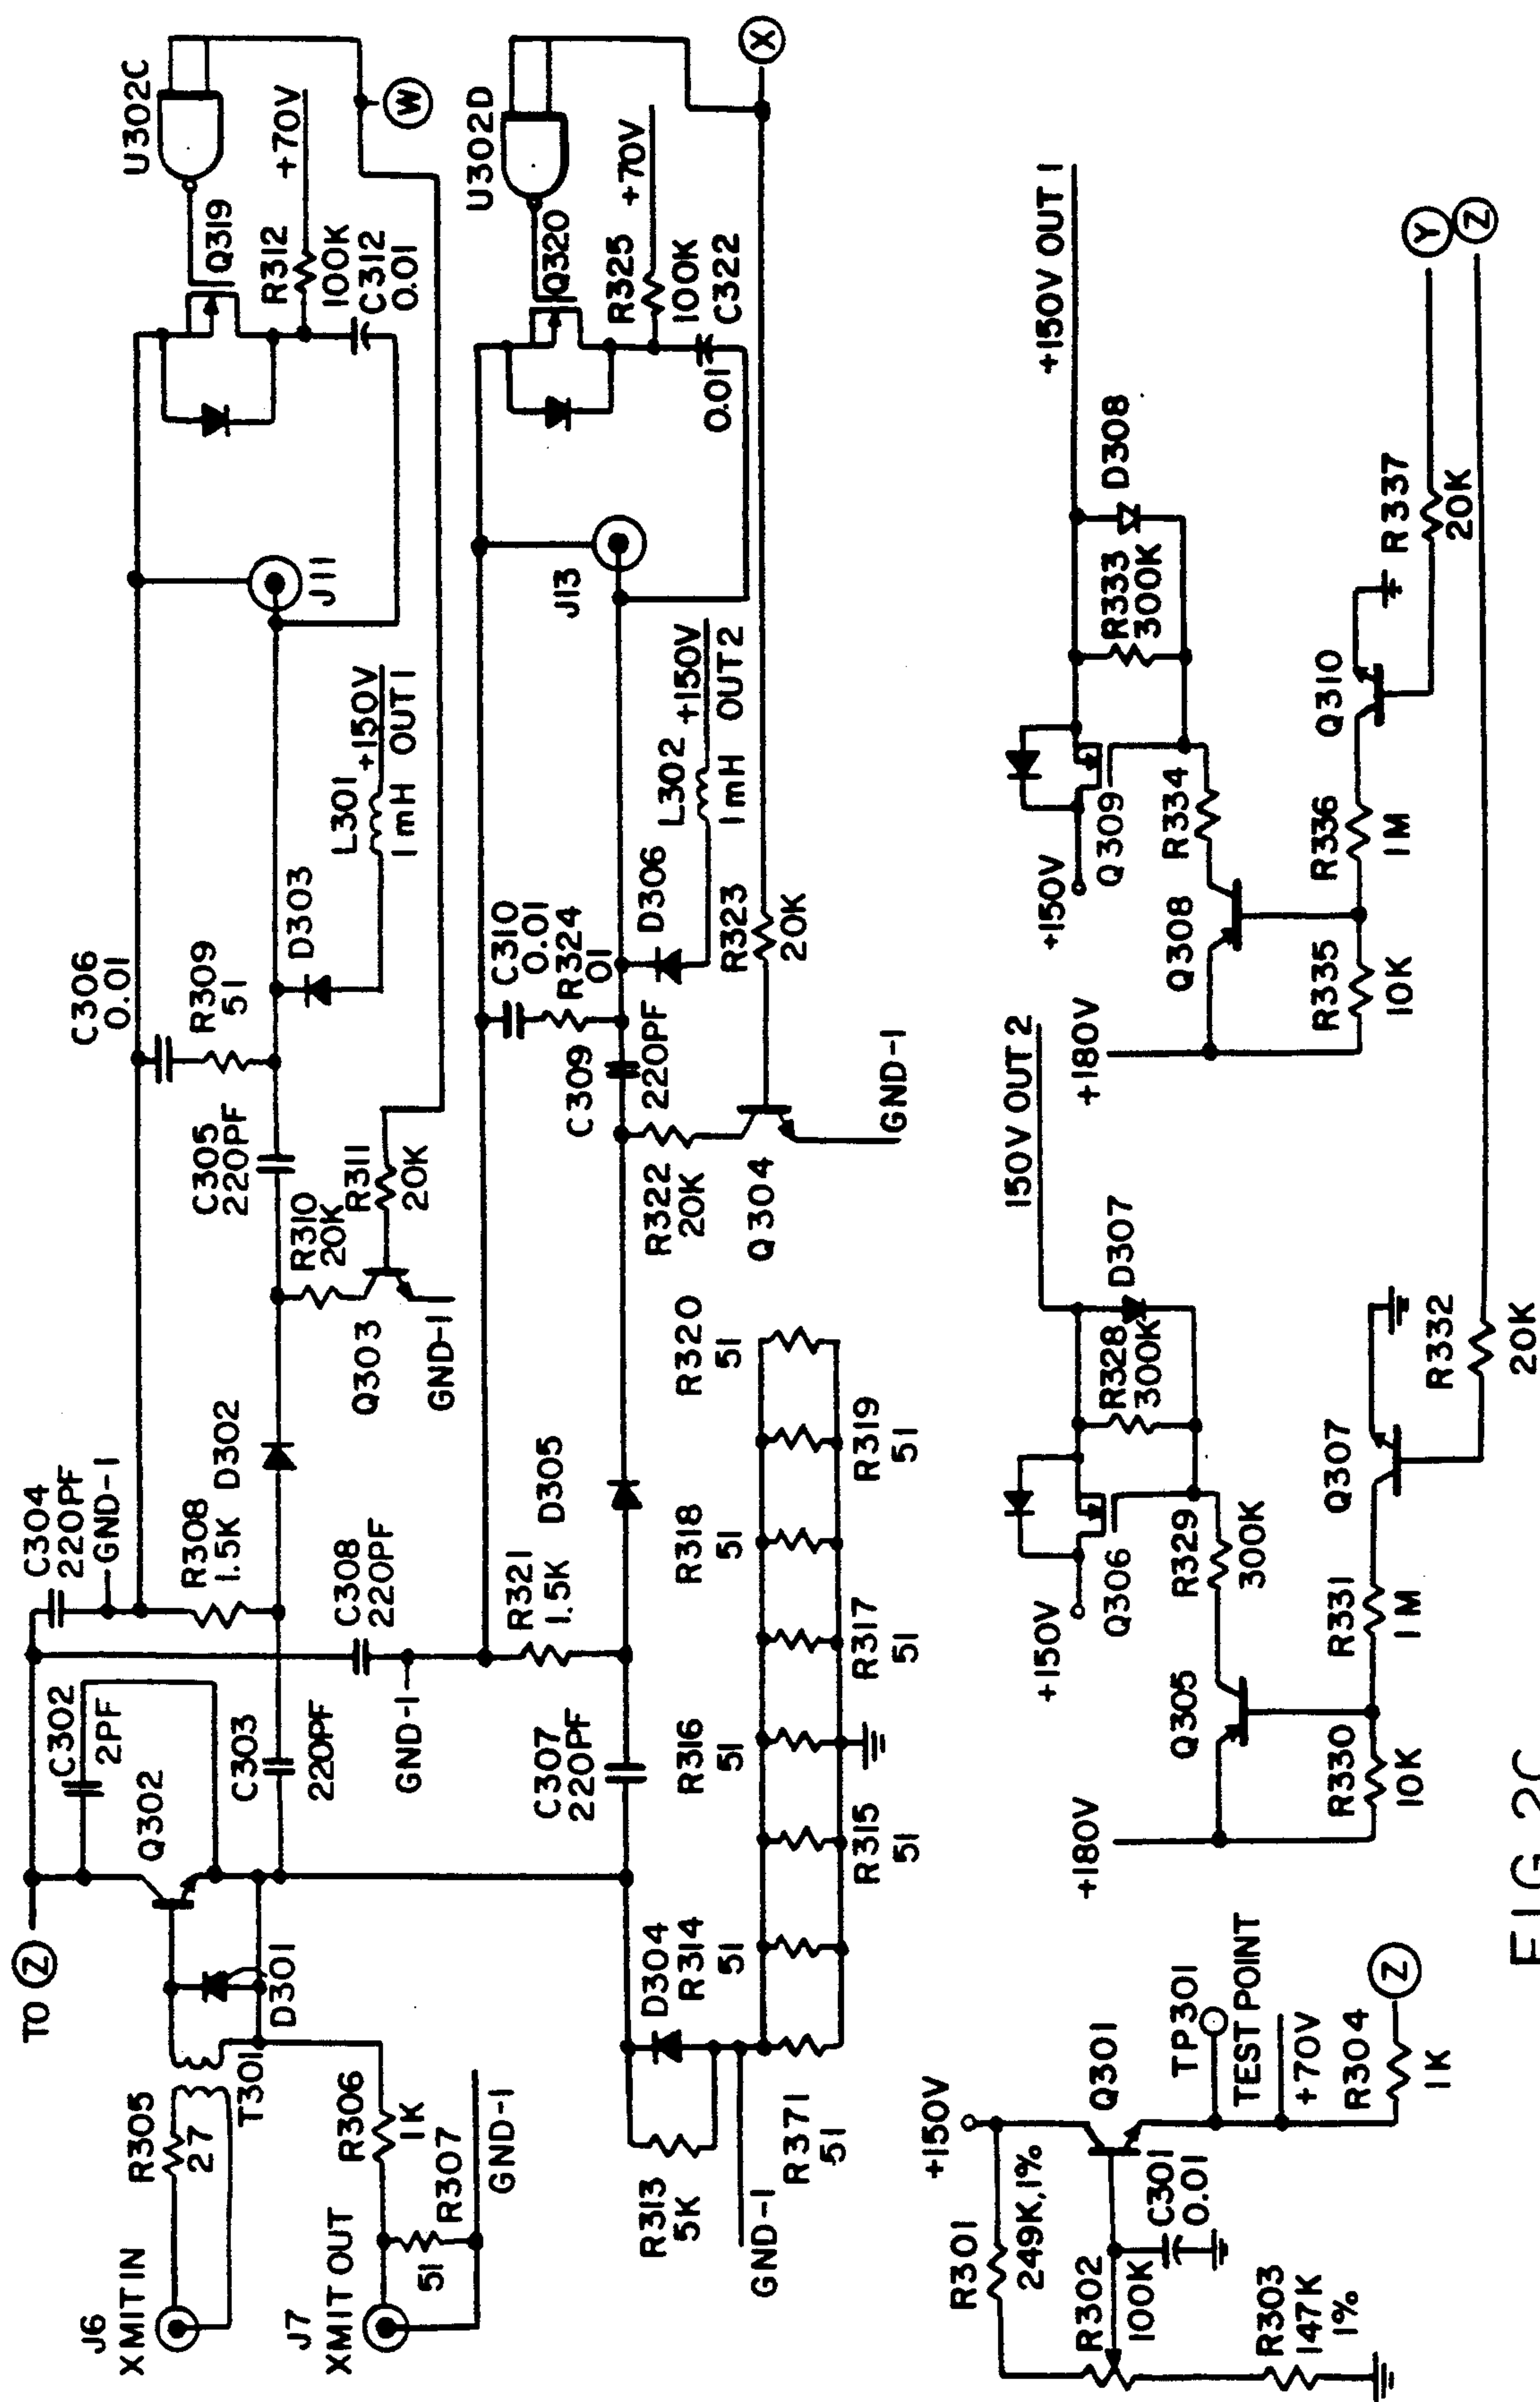 TO Z
J6
XMIT IN
R305
27
T301
D301
Q302
C302
2PF
C304
220PF
GND-1
R308
1.5K
D302
C303
220PF
C306
0.01
R309
51
C305
220PF
R310
20K
R311
20K
Q303
GND-1
D303
L301
1mH
+150V
OUT 1
J11
U302C
Q319
R312
100K
+70V
C312
0.01
W
J7
XMIT OUT
R306
1K
51
R307
GND-1
C308
220PF
GND-1
R321
1.5K
D305
C307
220PF
C310
0.01
R324
01
C309
220PF
D306
L302
1mH
+150V
OUT2
J13
U302D
Q320
R325
100K
+70V
C322
0.01
X
R322
20K
R323
20K
Q304
GND-1
R313
5K
D304
GND-1
R371
51
R314
51
R315
51
R316
51
R317
51
R318
51
R319
51
R320
51
+150V
R301
249K,1%
R302
100K
C301
0.01
R303
147K
1%
Q301
TP301
TEST POINT
+70V
R304
1K
Z
+180V
Q305
R330
10K
R331
1M
+150V
Q306
R329
300K
R328
300K
D307
150V OUT 2
Q307
R332
20K
+180V
Q308
R335
10K
R336
1M
+150V
Q309
R334
R333
300K
D308
+150V OUT 1
Q310
R337
20K
Y
Z
FIG. 2C